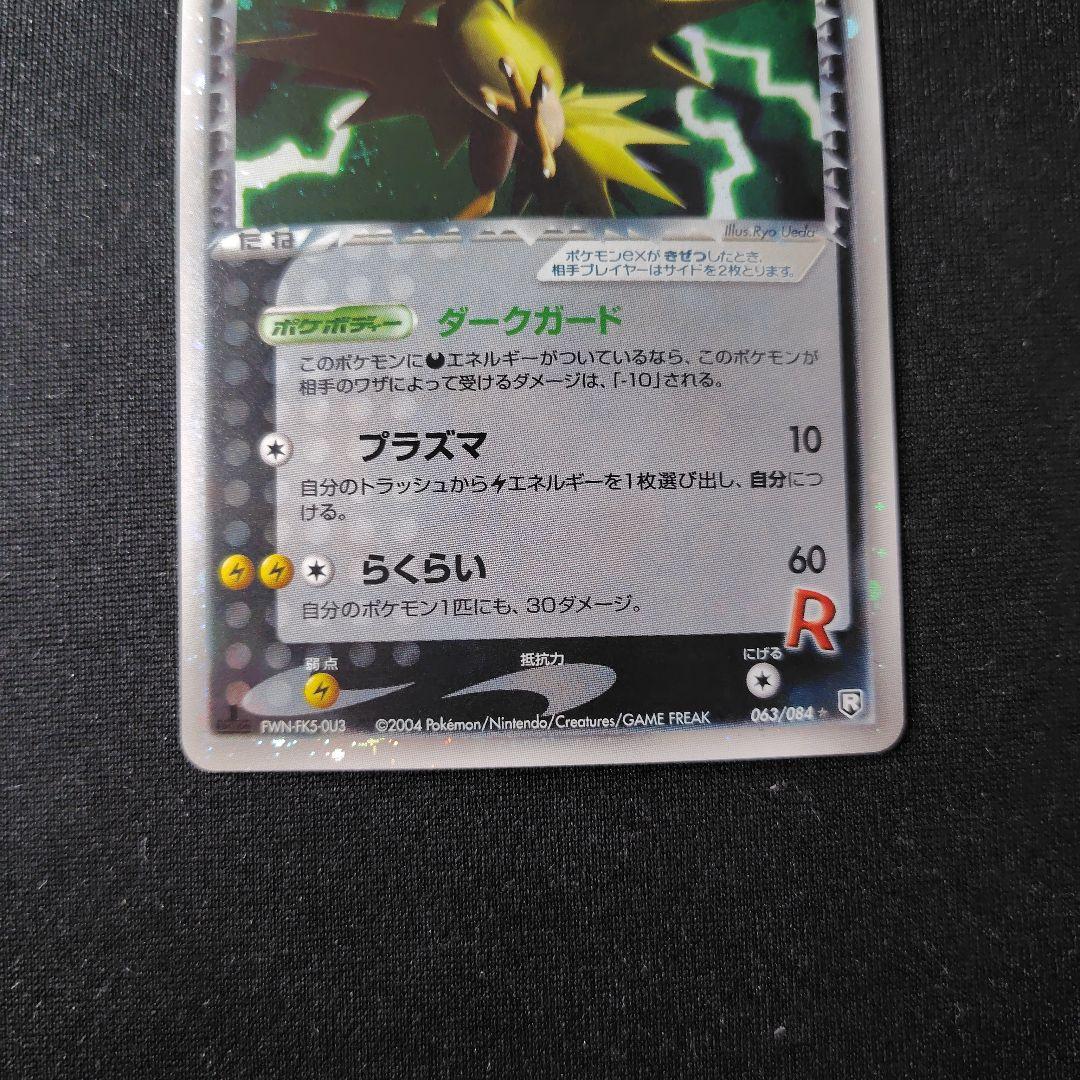 たね
Illus.Ryo Ueda
ポケモンexが きぜつしたとき、
相手プレイヤーはサイドを2枚とります。
ポケボディー ダークガード
このポケモンにエネルギーがついているなら、このポケモンが
相手のワザによって受けるダメージは、「-10」される。
プラズマ 10
自分のトラッシュからエネルギーを1枚選び出し、自分につ
ける。
らくらい 60
自分のポケモン1匹にも、30ダメージ。
R
弱点 抵抗力 にげる
1
FWN-FK5-0U3 ©2004 Pokémon/Nintendo/Creatures/GAME FREAK 063/084 ★ R